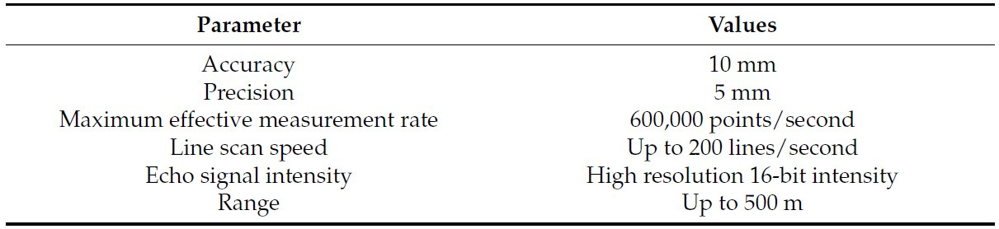 Parameter Values
Accuracy 10 mm
Precision 5 mm
Maximum effective measurement rate 600,000 points/second
Line scan speed Up to 200 lines/second
Echo signal intensity High resolution 16-bit intensity
Range Up to 500 m